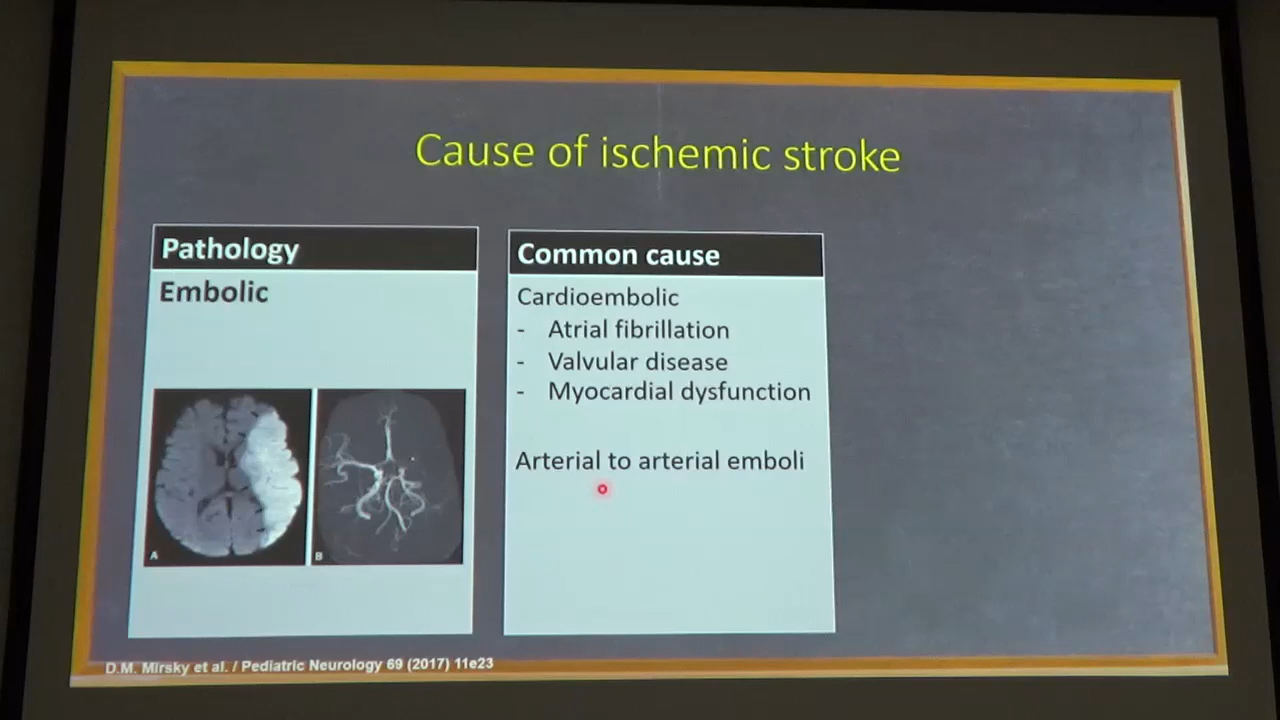 Cause of ischemic stroke
Pathology
Embolic
A
B
Common cause
Cardioembolic
- Atrial fibrillation
- Valvular disease
- Myocardial dysfunction
Arterial to arterial emboli
D.M. Mirsky et al. / Pediatric Neurology 69 (2017) 11e23